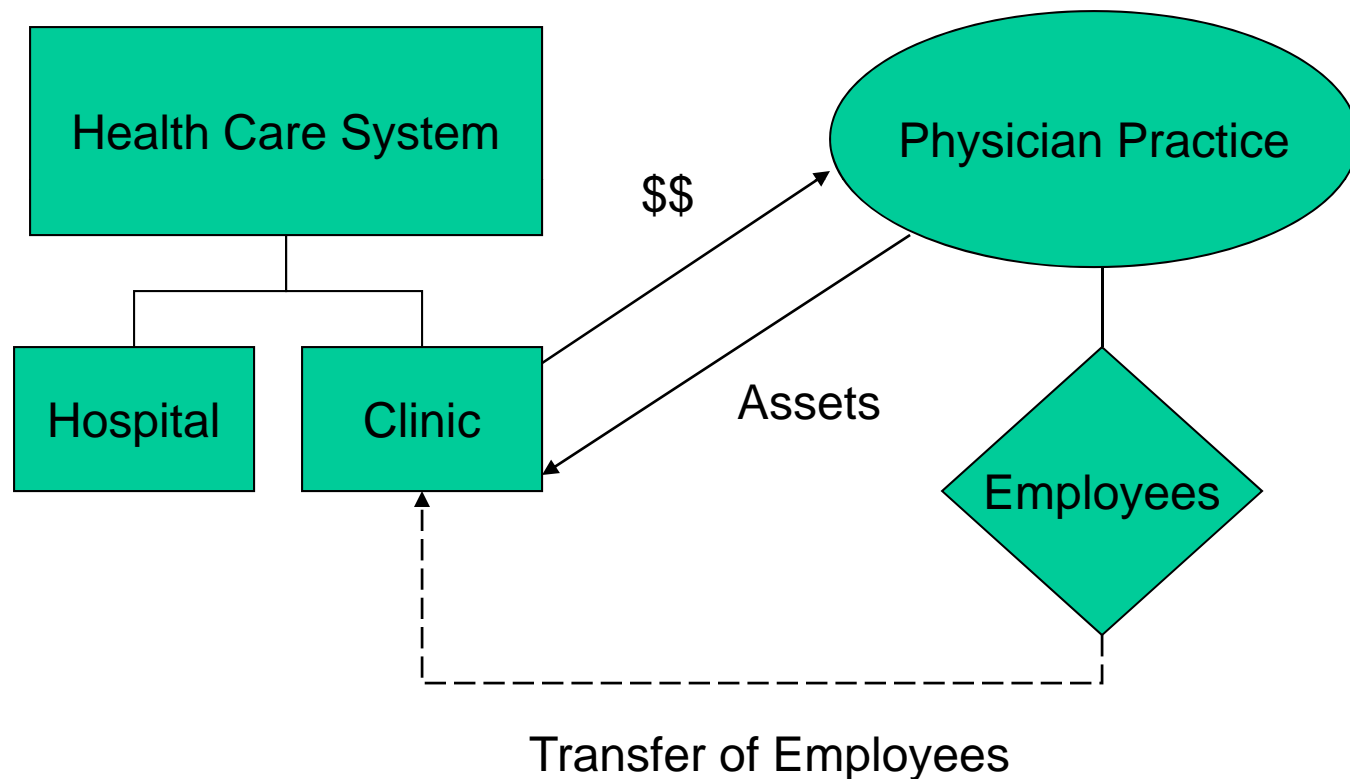 Health Care System
Physician Practice
$$
Hospital
Clinic
Assets
Employees
Transfer of Employees